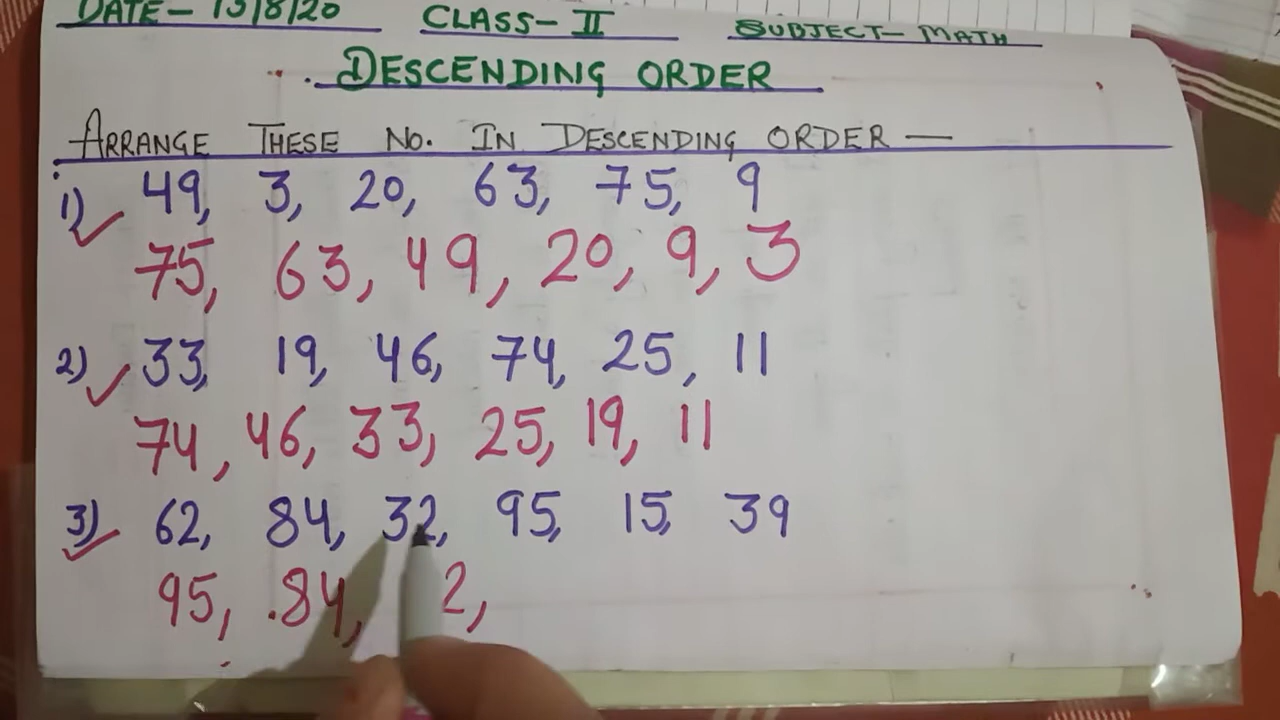 DATE- 15/8/20 CLASS- II SUBJECT- MATH
DESCENDING ORDER
ARRANGE THESE NO. IN DESCENDING ORDER —
1) 49, 3, 20, 63, 75, 9
75, 63, 49, 20, 9, 3
2) 33, 19, 46, 74, 25, 11
74, 46, 33, 25, 19, 11
3) 62, 84, 32, 95, 15, 39
95, 84, 2,